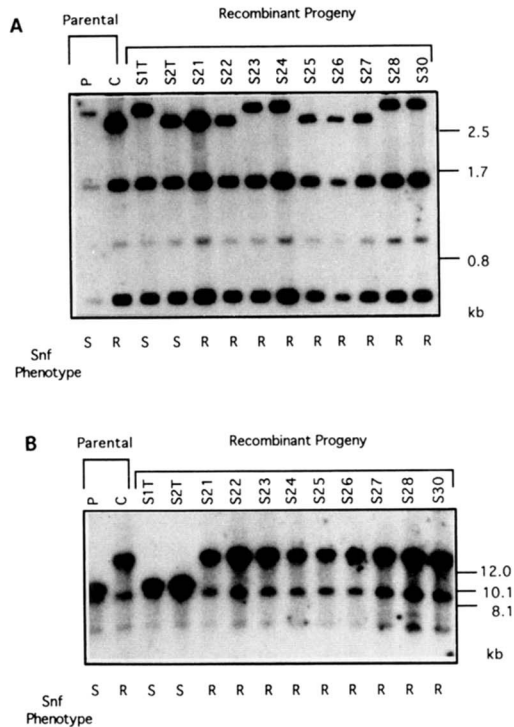 A
Recombinant Progeny
Parental
P C S1T S2T S21 S22 S23 S24 S25 S26 S27 S28 S30
2.5
1.7
0.8
kb
Snf
Phenotype
S R S S R R R R R R R R R
B
Parental
Recombinant Progeny
P C S1T S2T S21 S22 S23 S24 S25 S26 S27 S28 S30
12.0
10.1
8.1
kb
Snf
Phenotype
S R S S R R R R R R R R R